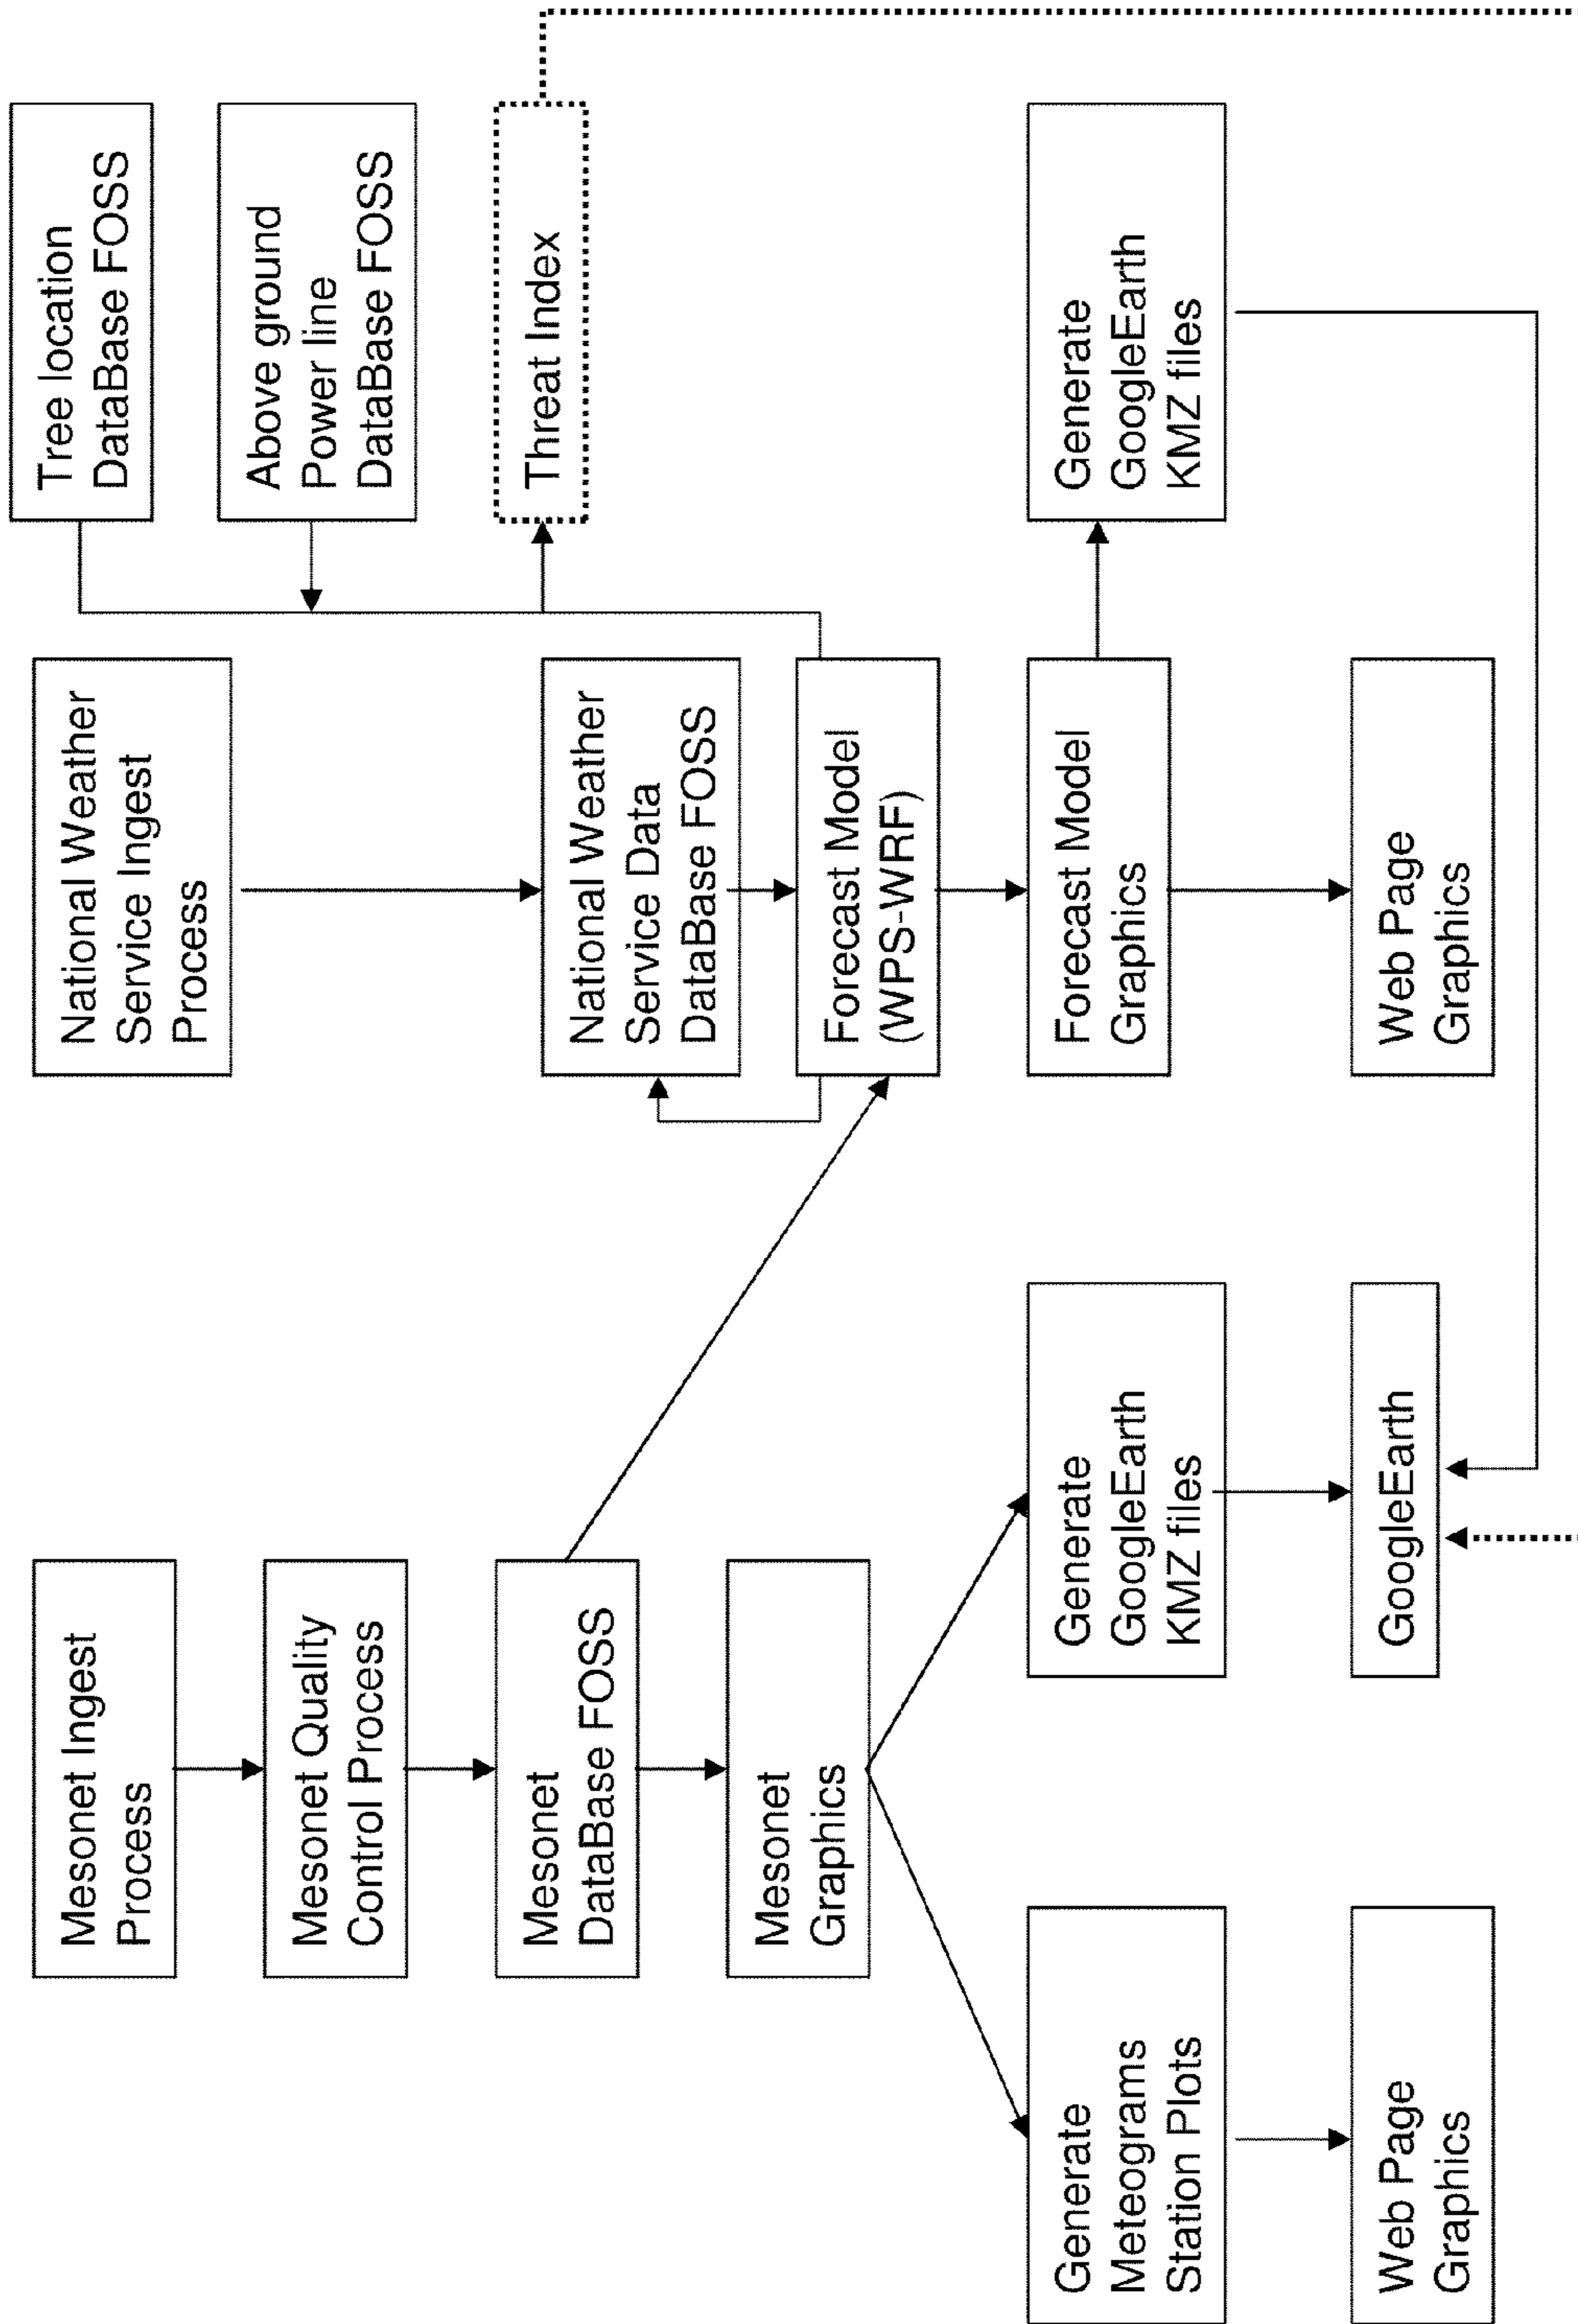 Mesonet Ingest
Process
Mesonet Quality
Control Process
Mesonet
DataBase FOSS
Mesonet
Graphics
Generate
Meteograms
Station Plots
Web Page
Graphics
Generate
GoogleEarth
KMZ files
GoogleEarth
National Weather
Service Ingest
Process
National Weather
Service Data
DataBase FOSS
Forecast Model
(WPS-WRF)
Forecast Model
Graphics
Web Page
Graphics
Tree location
DataBase FOSS
Above ground
Power line
DataBase FOSS
Threat Index
Generate
GoogleEarth
KMZ files